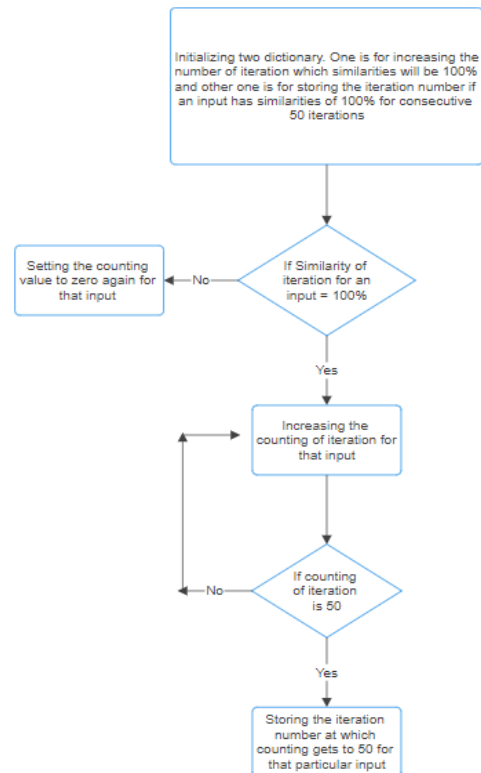 Initializing two dictionary. One is for increasing the
number of iteration which similarities will be 100%
and other one is for storing the iteration number if
an input has similarities of 100% for consecutive
50 iterations
If Similarity of
iteration for an
input = 100%
No
Setting the counting
value to zero again for
that input
Yes
Increasing the
counting of iteration for
that input
If counting
of iteration
is 50
No
Yes
Storing the iteration
number at which
counting gets to 50 for
that particular input